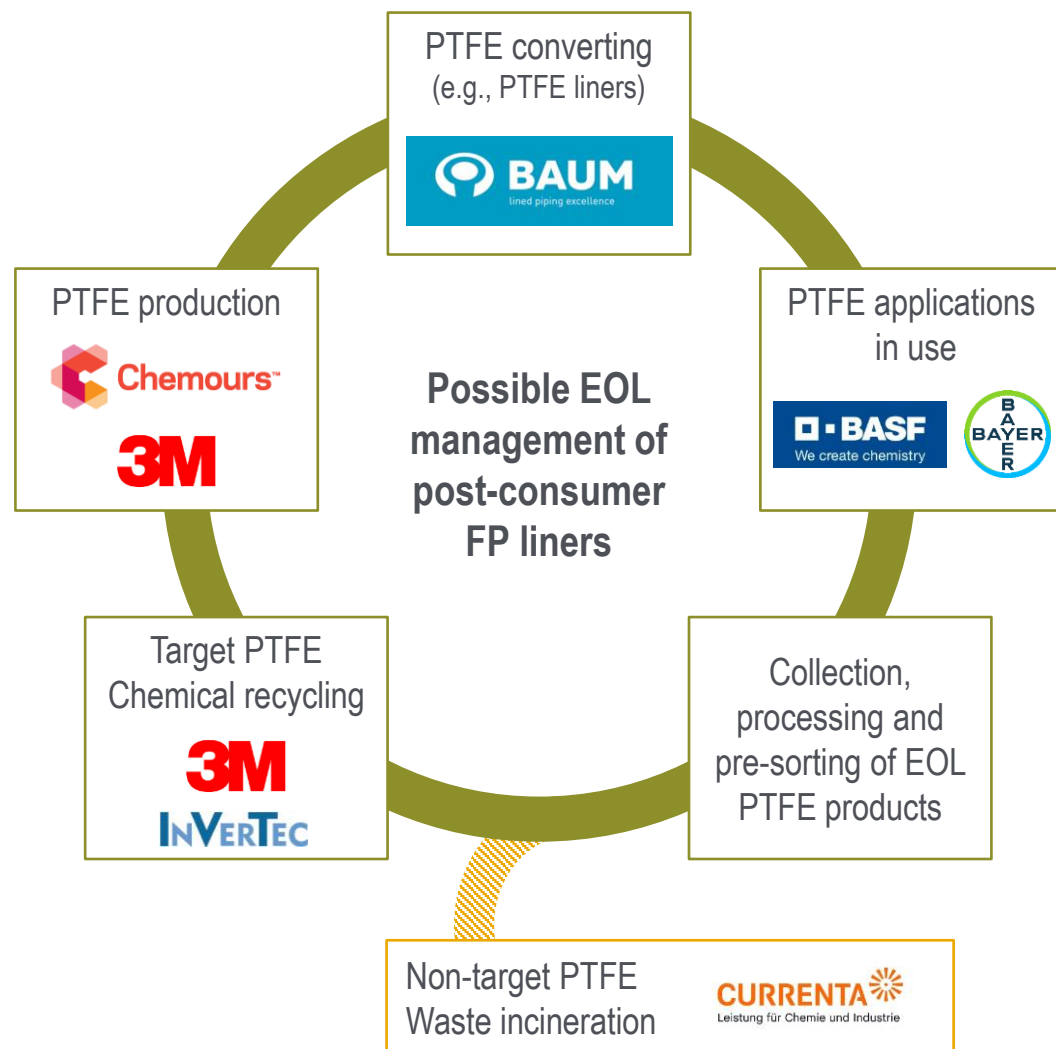 PTFE converting
(e.g., PTFE liners)
BAUM
lined piping excellence
PTFE production
Chemours™
3M
PTFE applications
in use
BASF
We create chemistry
BAYER
BAYER
Possible EOL
management of
post-consumer
FP liners
Target PTFE
Chemical recycling
3M
INVERTEC
Collection,
processing and
pre-sorting of EOL
PTFE products
Non-target PTFE
Waste incineration
CURRENTA
Leistung für Chemie und Industrie